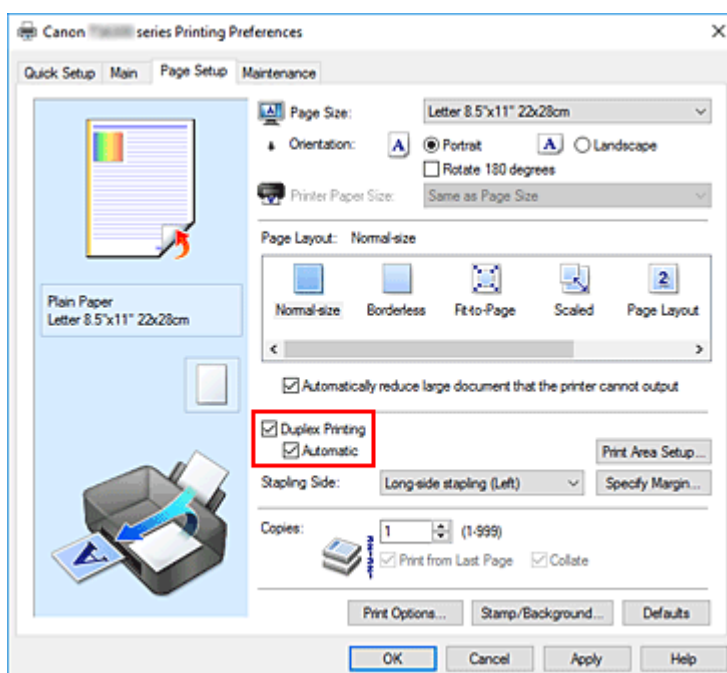 Canon series Printing Preferences
Quick Setup Main Page Setup Maintenance
Page Size: Letter 8.5"x11" 22x28cm
Orientation: A Portrait A Landscape
Rotate 180 degrees
Printer Paper Size: Same as Page Size
Page Layout: Normal-size
2
Normal-size Borderless Fit-to-Page Scaled Page Layout
Plain Paper
Letter 8.5"x11" 22x28cm
Automatically reduce large document that the printer cannot output
Duplex Printing
Automatic
Print Area Setup...
Stapling Side: Long-side stapling (Left) Specify Margin...
Copies: 1 (1-999)
Print from Last Page Collate
A
Print Options... Stamp/Background... Defaults
OK Cancel Apply Help